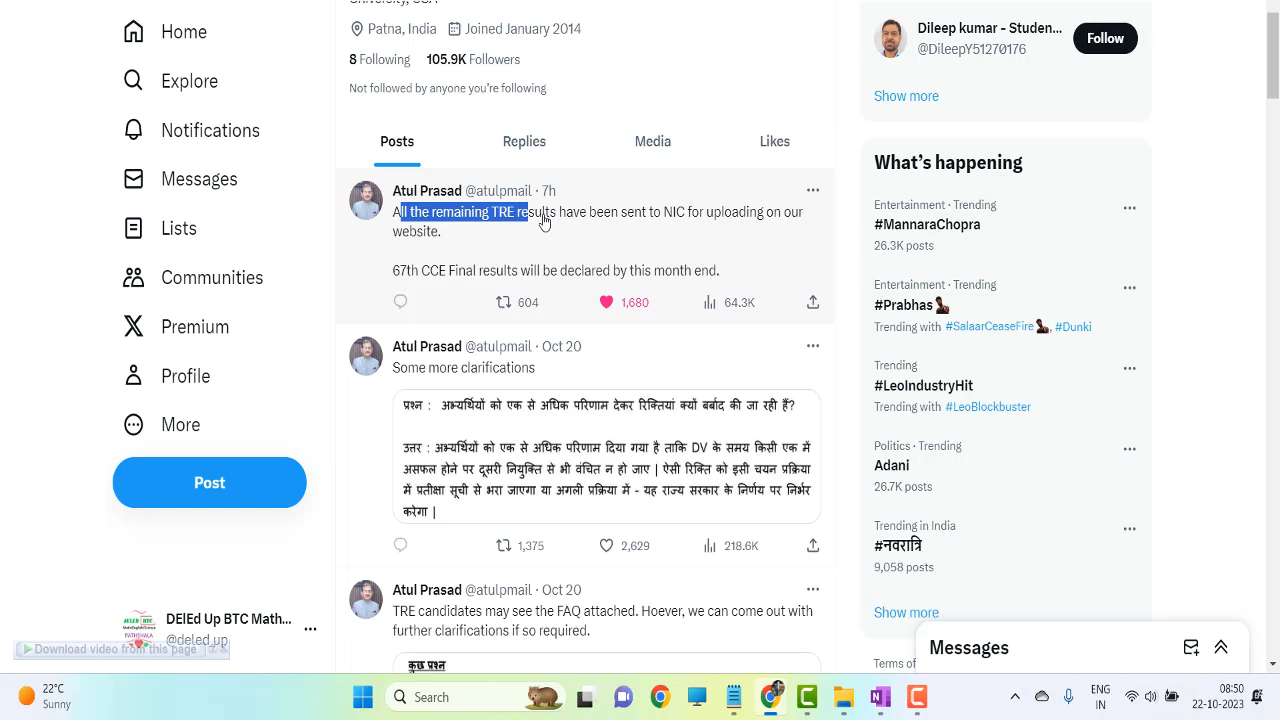 Home
Explore
Notifications
Messages
Lists
Communities
Premium
Profile
More
Post
DElEd Up BTC Math...
@deled up
Download video from this page
Patna, India Joined January 2014
8 Following 105.9K Followers
Not followed by anyone you're following
Posts Replies Media Likes
Atul Prasad @atulpmail · 7h
All the remaining TRE results have been sent to NIC for uploading on our
website.
67th CCE Final results will be declared by this month end.
604 1,680 64.3K
Atul Prasad @atulpmail · Oct 20
Some more clarifications
प्रश्न : अभ्यर्थियों को एक से अधिक परिणाम देकर रिक्तियां क्यों बर्बाद की जा रही हैं?
उत्तर : अभ्यर्थियों को एक से अधिक परिणाम दिया गया है ताकि DV के समय किसी एक में
असफल होने पर दूसरी नियुक्ति से भी वंचित न हो जाए | ऐसी रिक्ति को इसी चयन प्रक्रिया
में प्रतीक्षा सूची से भरा जाएगा या अगली प्रक्रिया में - यह राज्य सरकार के निर्णय पर निर्भर
करेगा |
1,375 2,629 218.6K
Atul Prasad @atulpmail · Oct 20
TRE candidates may see the FAQ attached. Hoever, we can come out with
further clarifications if so required.
कुछ प्रश्न
Dileep kumar - Studen...
@DileepY51270176
Follow
Show more
What's happening
Entertainment · Trending
#MannaraChopra
26.3K posts
Entertainment · Trending
#Prabhas
Trending with #SalaarCeaseFire, #Dunki
Trending
#LeoIndustryHit
Trending with #LeoBlockbuster
Politics · Trending
Adani
26.7K posts
Trending in India
#नवरात्रि
9,058 posts
Show more
Terms of
Messages
22°C
Sunny
Search
ENG
IN
08:50
22-10-2023